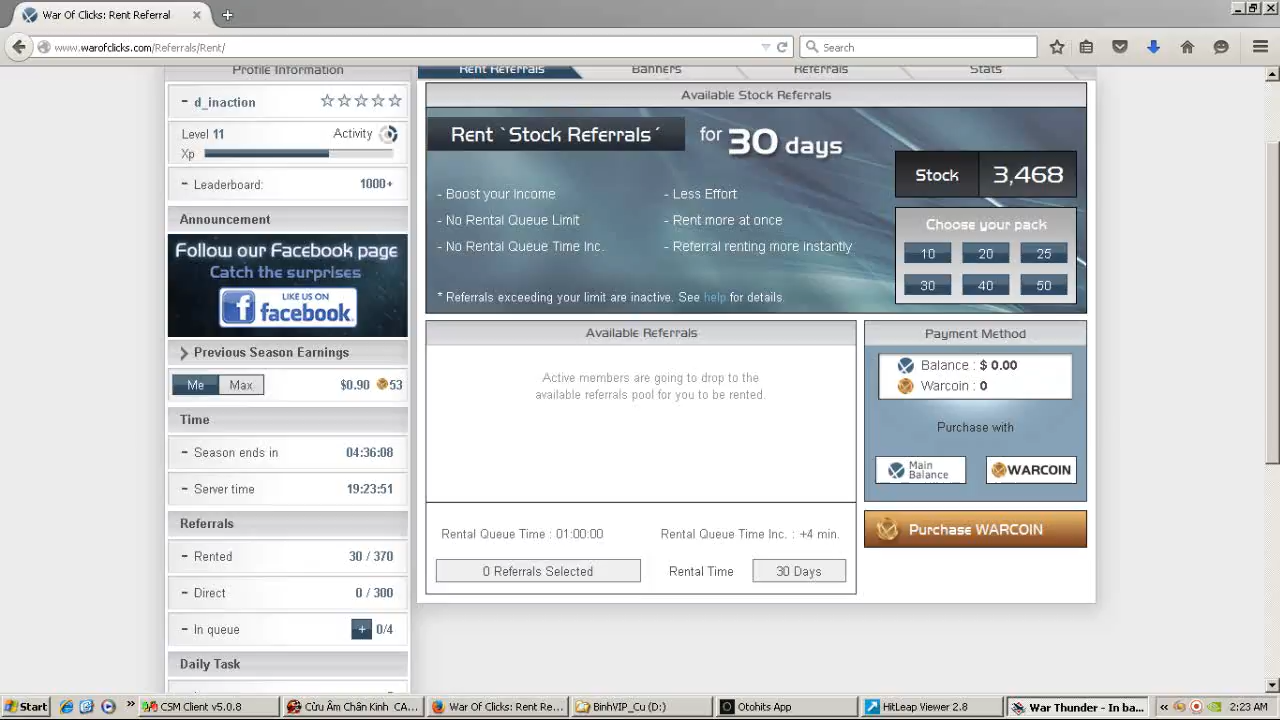 War Of Clicks: Rent Referral
www.warofclicks.com/Referrals/Rent/
Search
Profile Information
d_inaction
Level 11 Activity
Xp
Leaderboard: 1000+
Announcement
Follow our Facebook page
Catch the surprises
LIKE US ON
facebook
Previous Season Earnings
Me Max $0.90 53
Time
Season ends in 04:36:08
Server time 19:23:51
Referrals
Rented 30 / 370
Direct 0 / 300
In queue + 0/4
Daily Task
Rent Referrals Banners Referrals Stats
Available Stock Referrals
Rent `Stock Referrals´ for 30 days
Stock 3,468
- Boost your Income - Less Effort
- No Rental Queue Limit - Rent more at once
- No Rental Queue Time Inc. - Referral renting more instantly
Choose your pack
10 20 25
30 40 50
* Referrals exceeding your limit are inactive. See help for details.
Available Referrals
Active members are going to drop to the
available referrals pool for you to be rented.
Rental Queue Time : 01:00:00 Rental Queue Time Inc. : +4 min.
0 Referrals Selected Rental Time 30 Days
Payment Method
Balance : $ 0.00
Warcoin : 0
Purchase with
Main Balance WARCOIN
Purchase WARCOIN
Start CSM Client v5.0.8 Cửu Âm Chân Kinh CA... War Of Clicks: Rent Re... BinhVIP_Cu (D:) Otohits App HitLeap Viewer 2.8 War Thunder - In ba... 2:23 AM